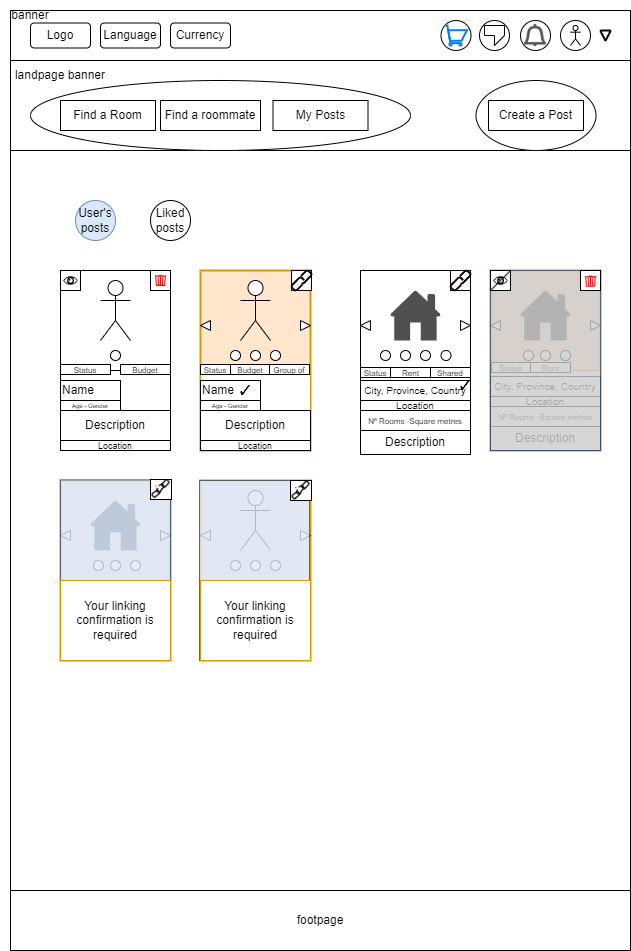 banner
Logo
Language
Currency
landpage banner
Find a Room
Find a roommate
My Posts
Create a Post
User's
posts
Liked
posts
Status
Budget
Name
Age - Gender
Description
Location
Status
Budget
Group of
Name ✓
Age - Gender
Description
Location
Status
Rent
Shared
City, Province, Country
Location
Nº Rooms -Square metres
Description
Status
Rent
City, Province, Country
Location
Nº Rooms -Square metres
Description
Your linking
confirmation is
required
Your linking
confirmation is
required
footpage